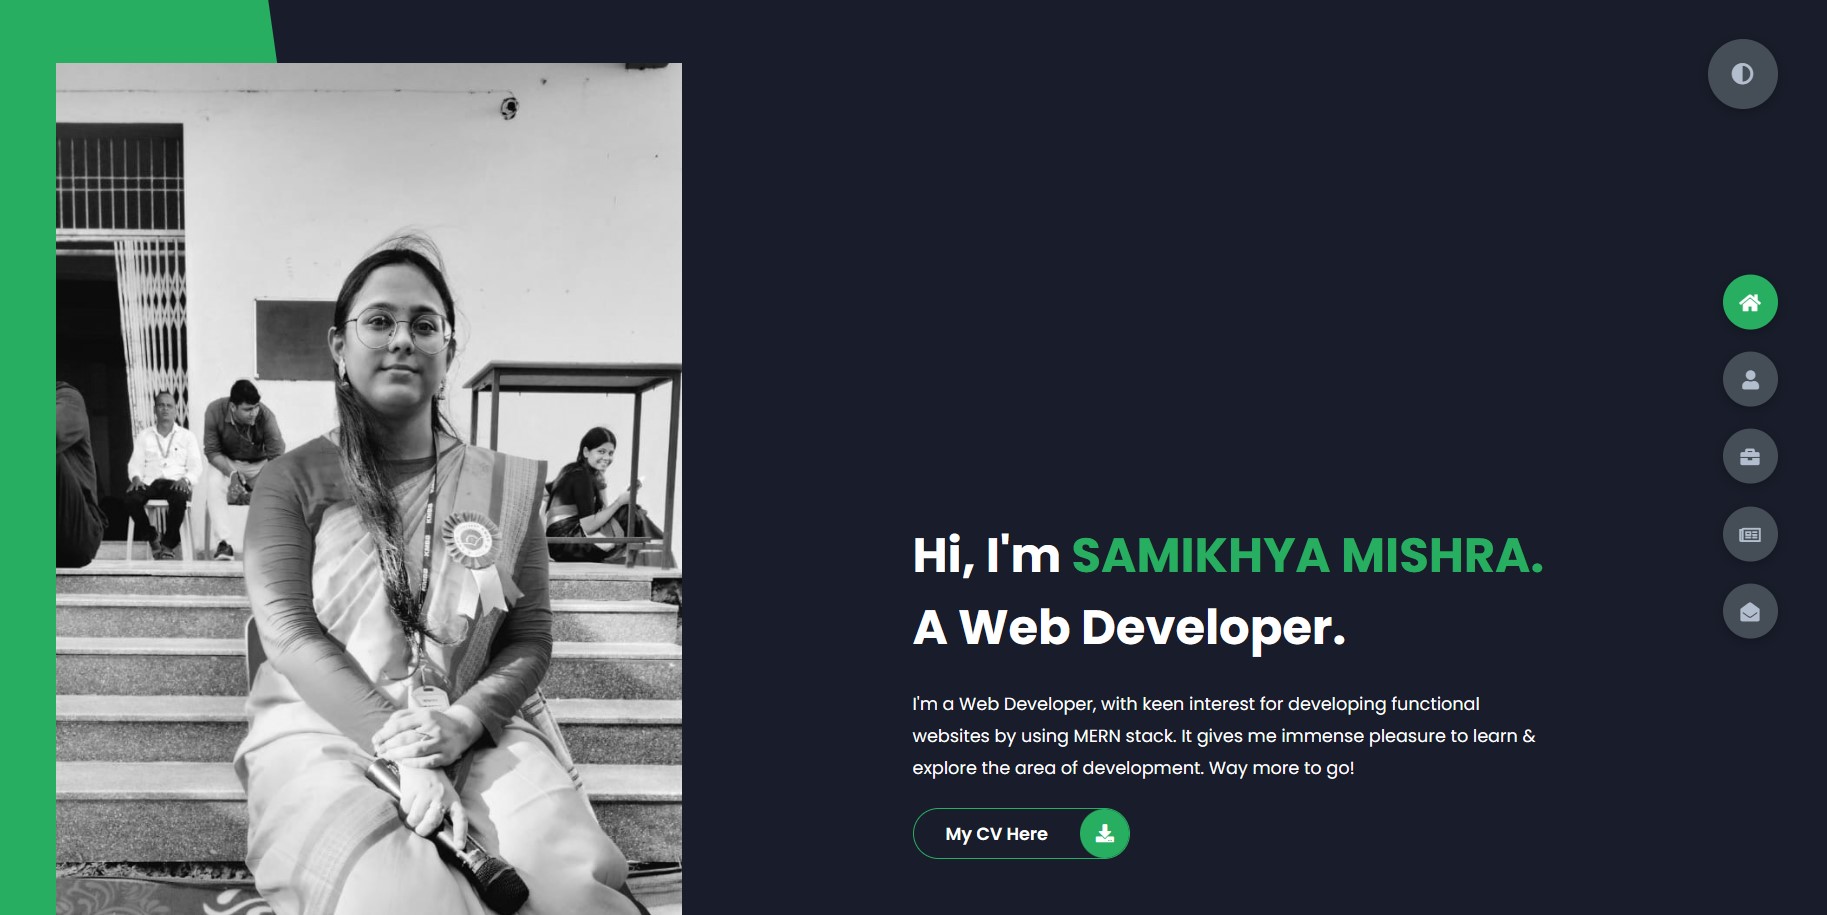 Hi, I'm SAMIKHYA MISHRA.
A Web Developer.
I'm a Web Developer, with keen interest for developing functional
websites by using MERN stack. It gives me immense pleasure to learn &
explore the area of development. Way more to go!
My CV Here